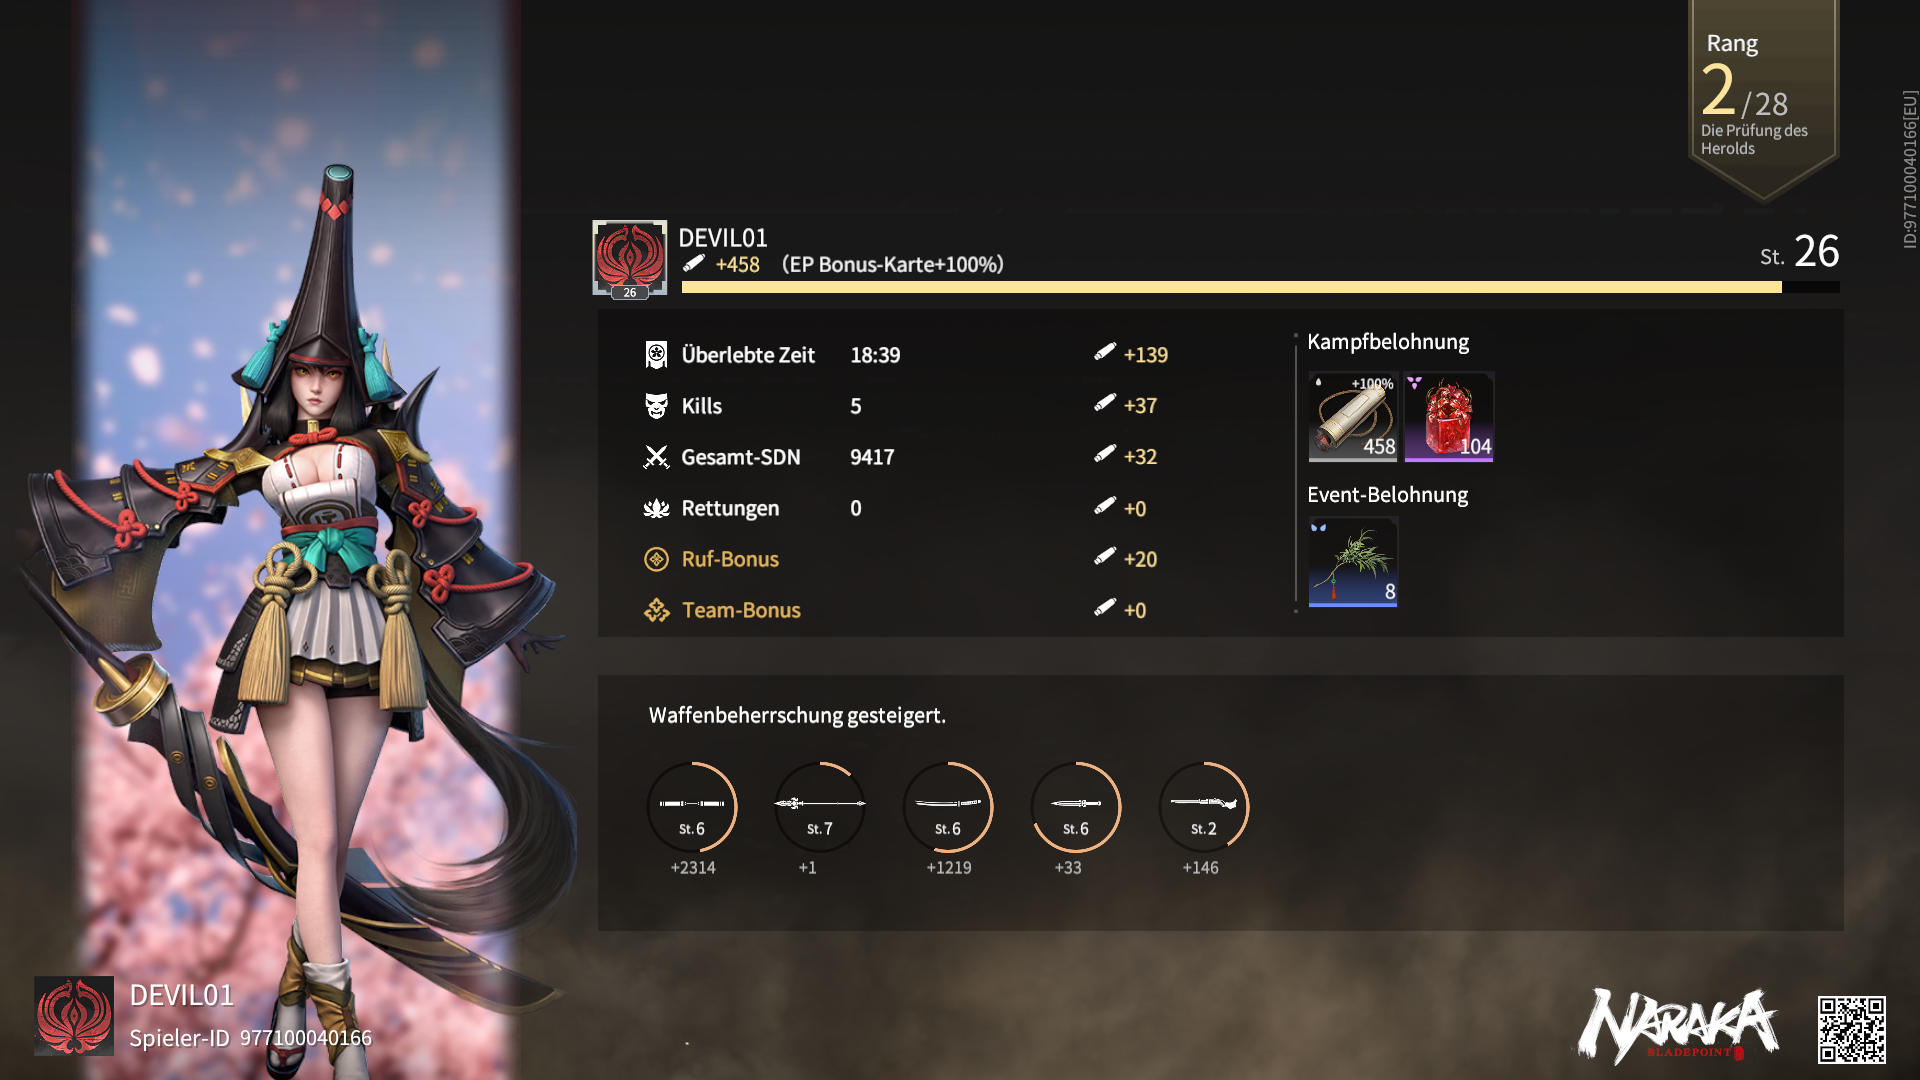 Rang
2/28
Die Prüfung des
Herolds
ID:977100040166[EU]
DEVIL01
+458 (EP Bonus-Karte+100%)
St. 26
26
Überlebte Zeit 18:39 +139
Kills 5 +37
Gesamt-SDN 9417 +32
Rettungen 0 +0
Ruf-Bonus +20
Team-Bonus +0
Kampfbelohnung
+100%
458 104
Event-Belohnung
8
Waffenbeherrschung gesteigert.
St.6 St.7 St.6 St.6 St.2
+2314 +1 +1219 +33 +146
DEVIL01
Spieler-ID 977100040166
NARAKA
BLADEPOINT